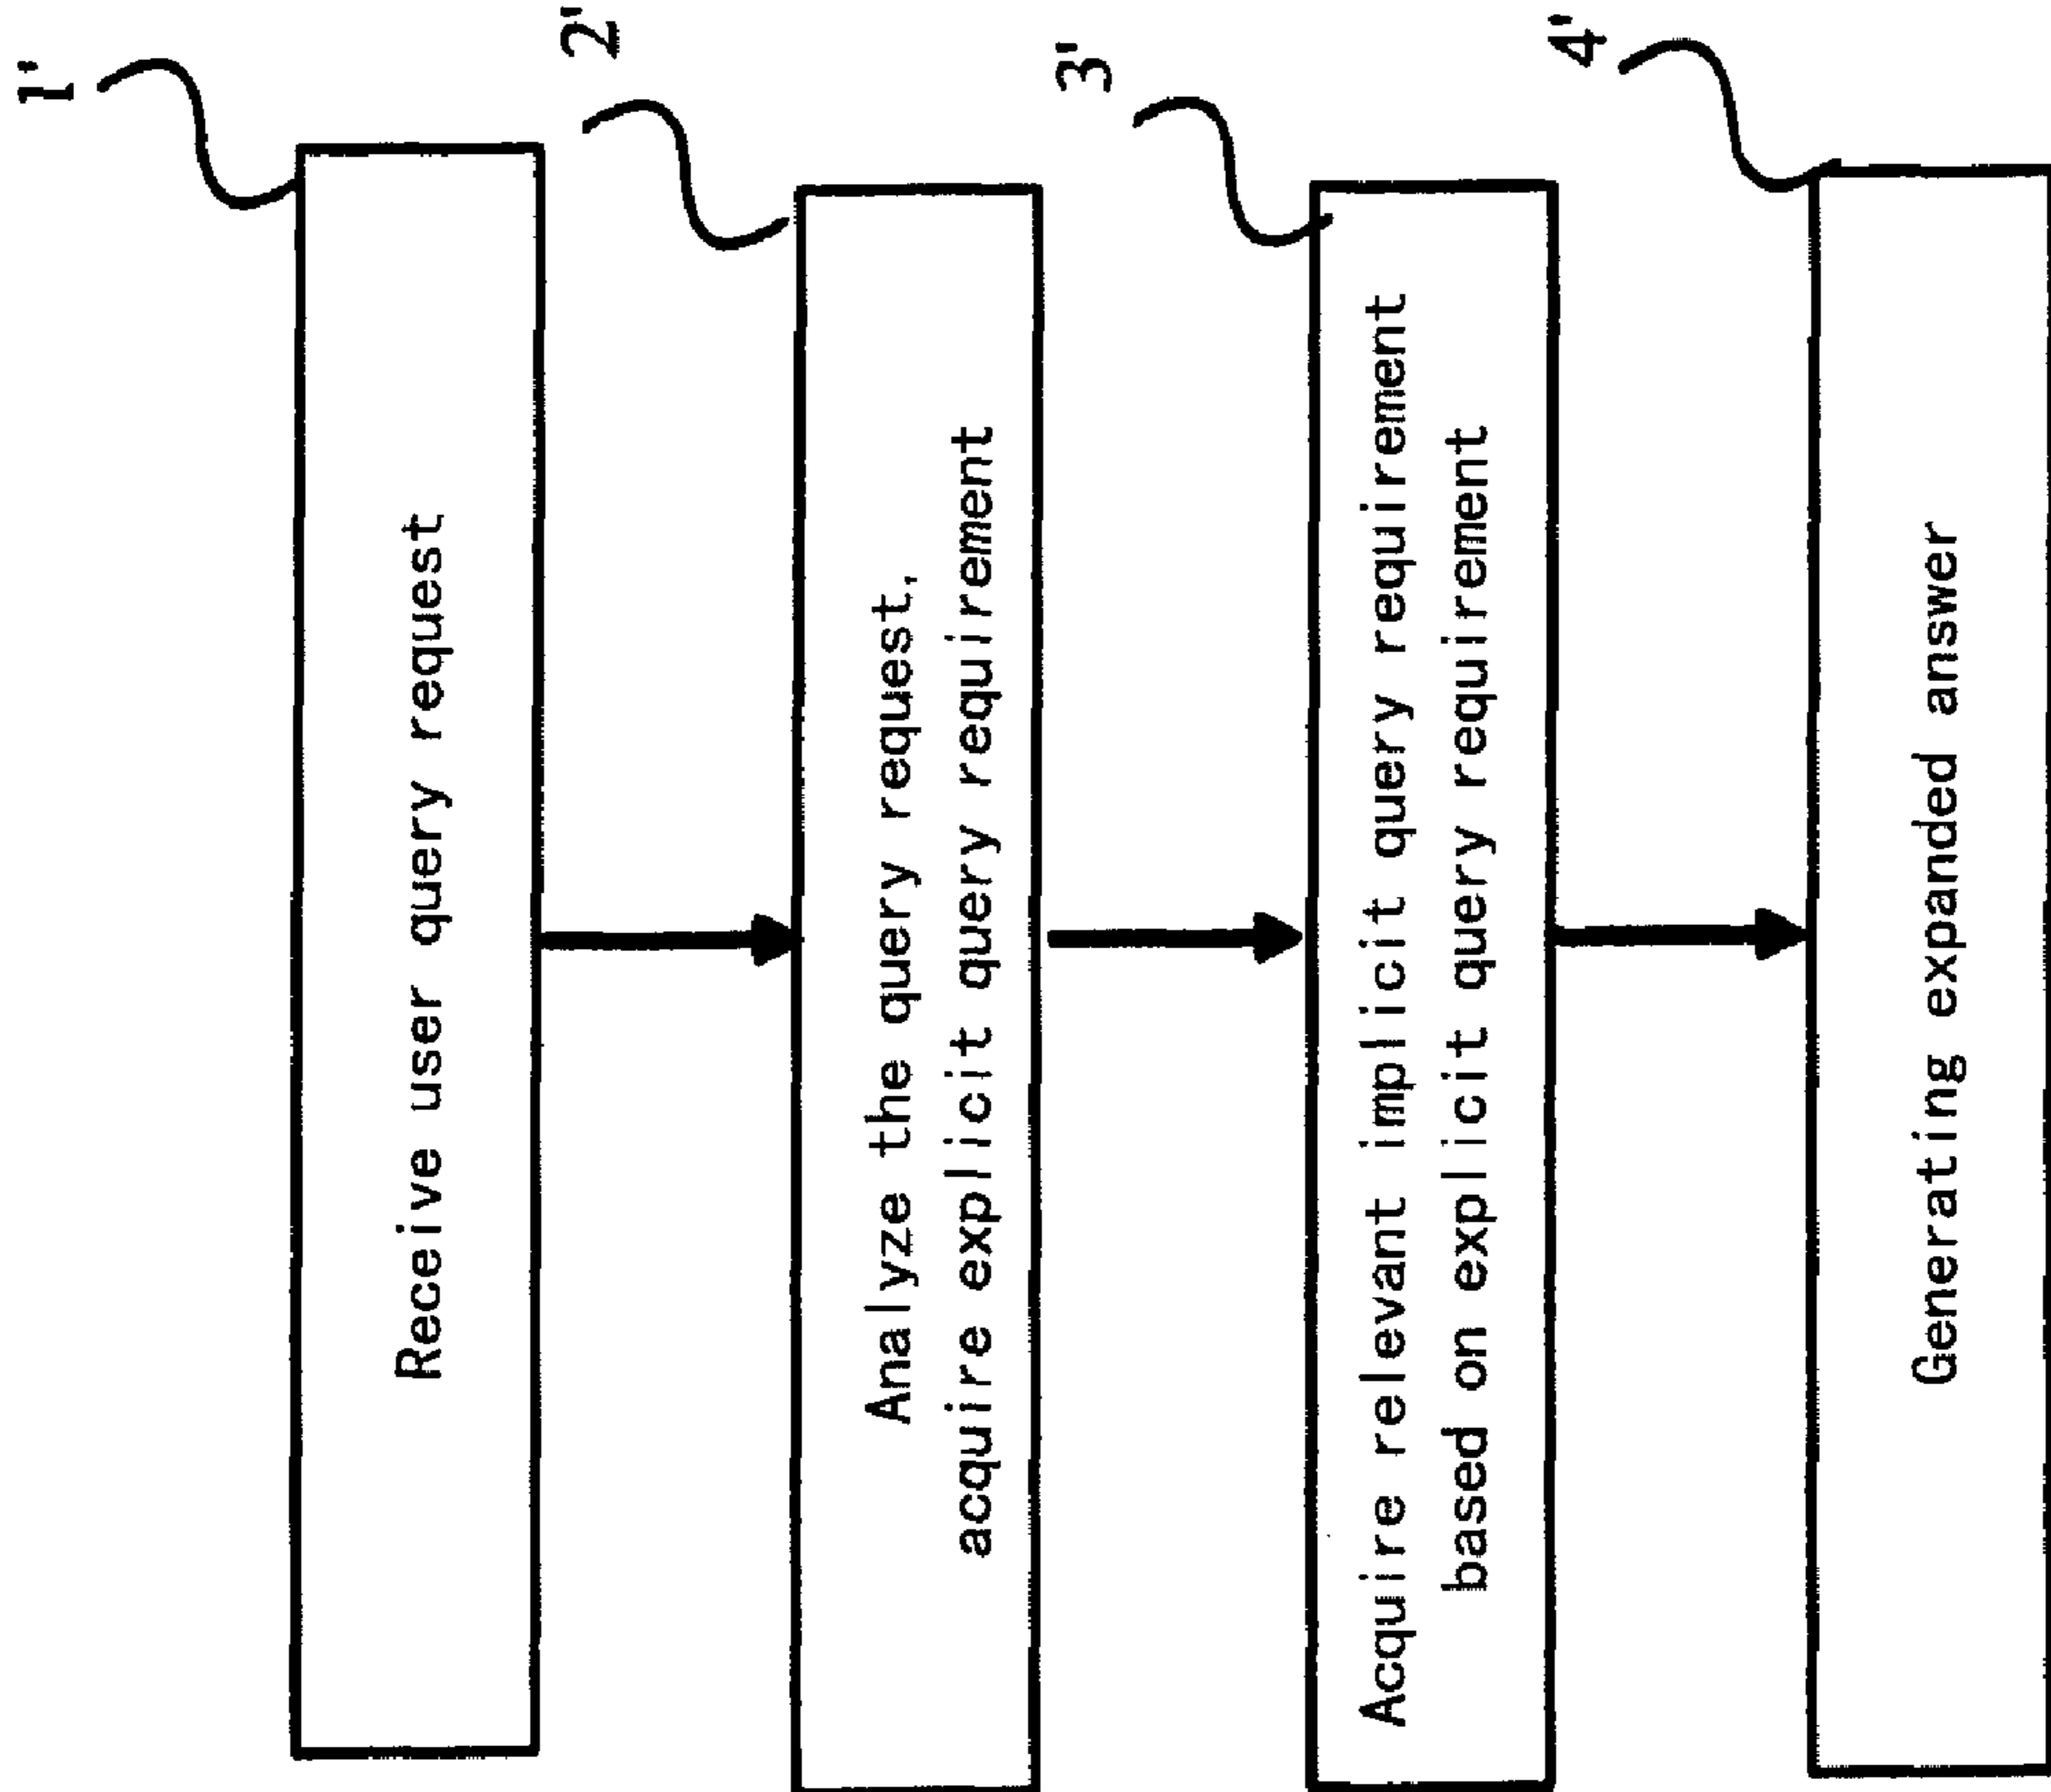 1'
Receive user query request
2'
Analyze the query request,
acquire explicit query requirement
3'
Acquire relevant implicit query requirement
based on explicit query requirement
4'
Generating expanded answer